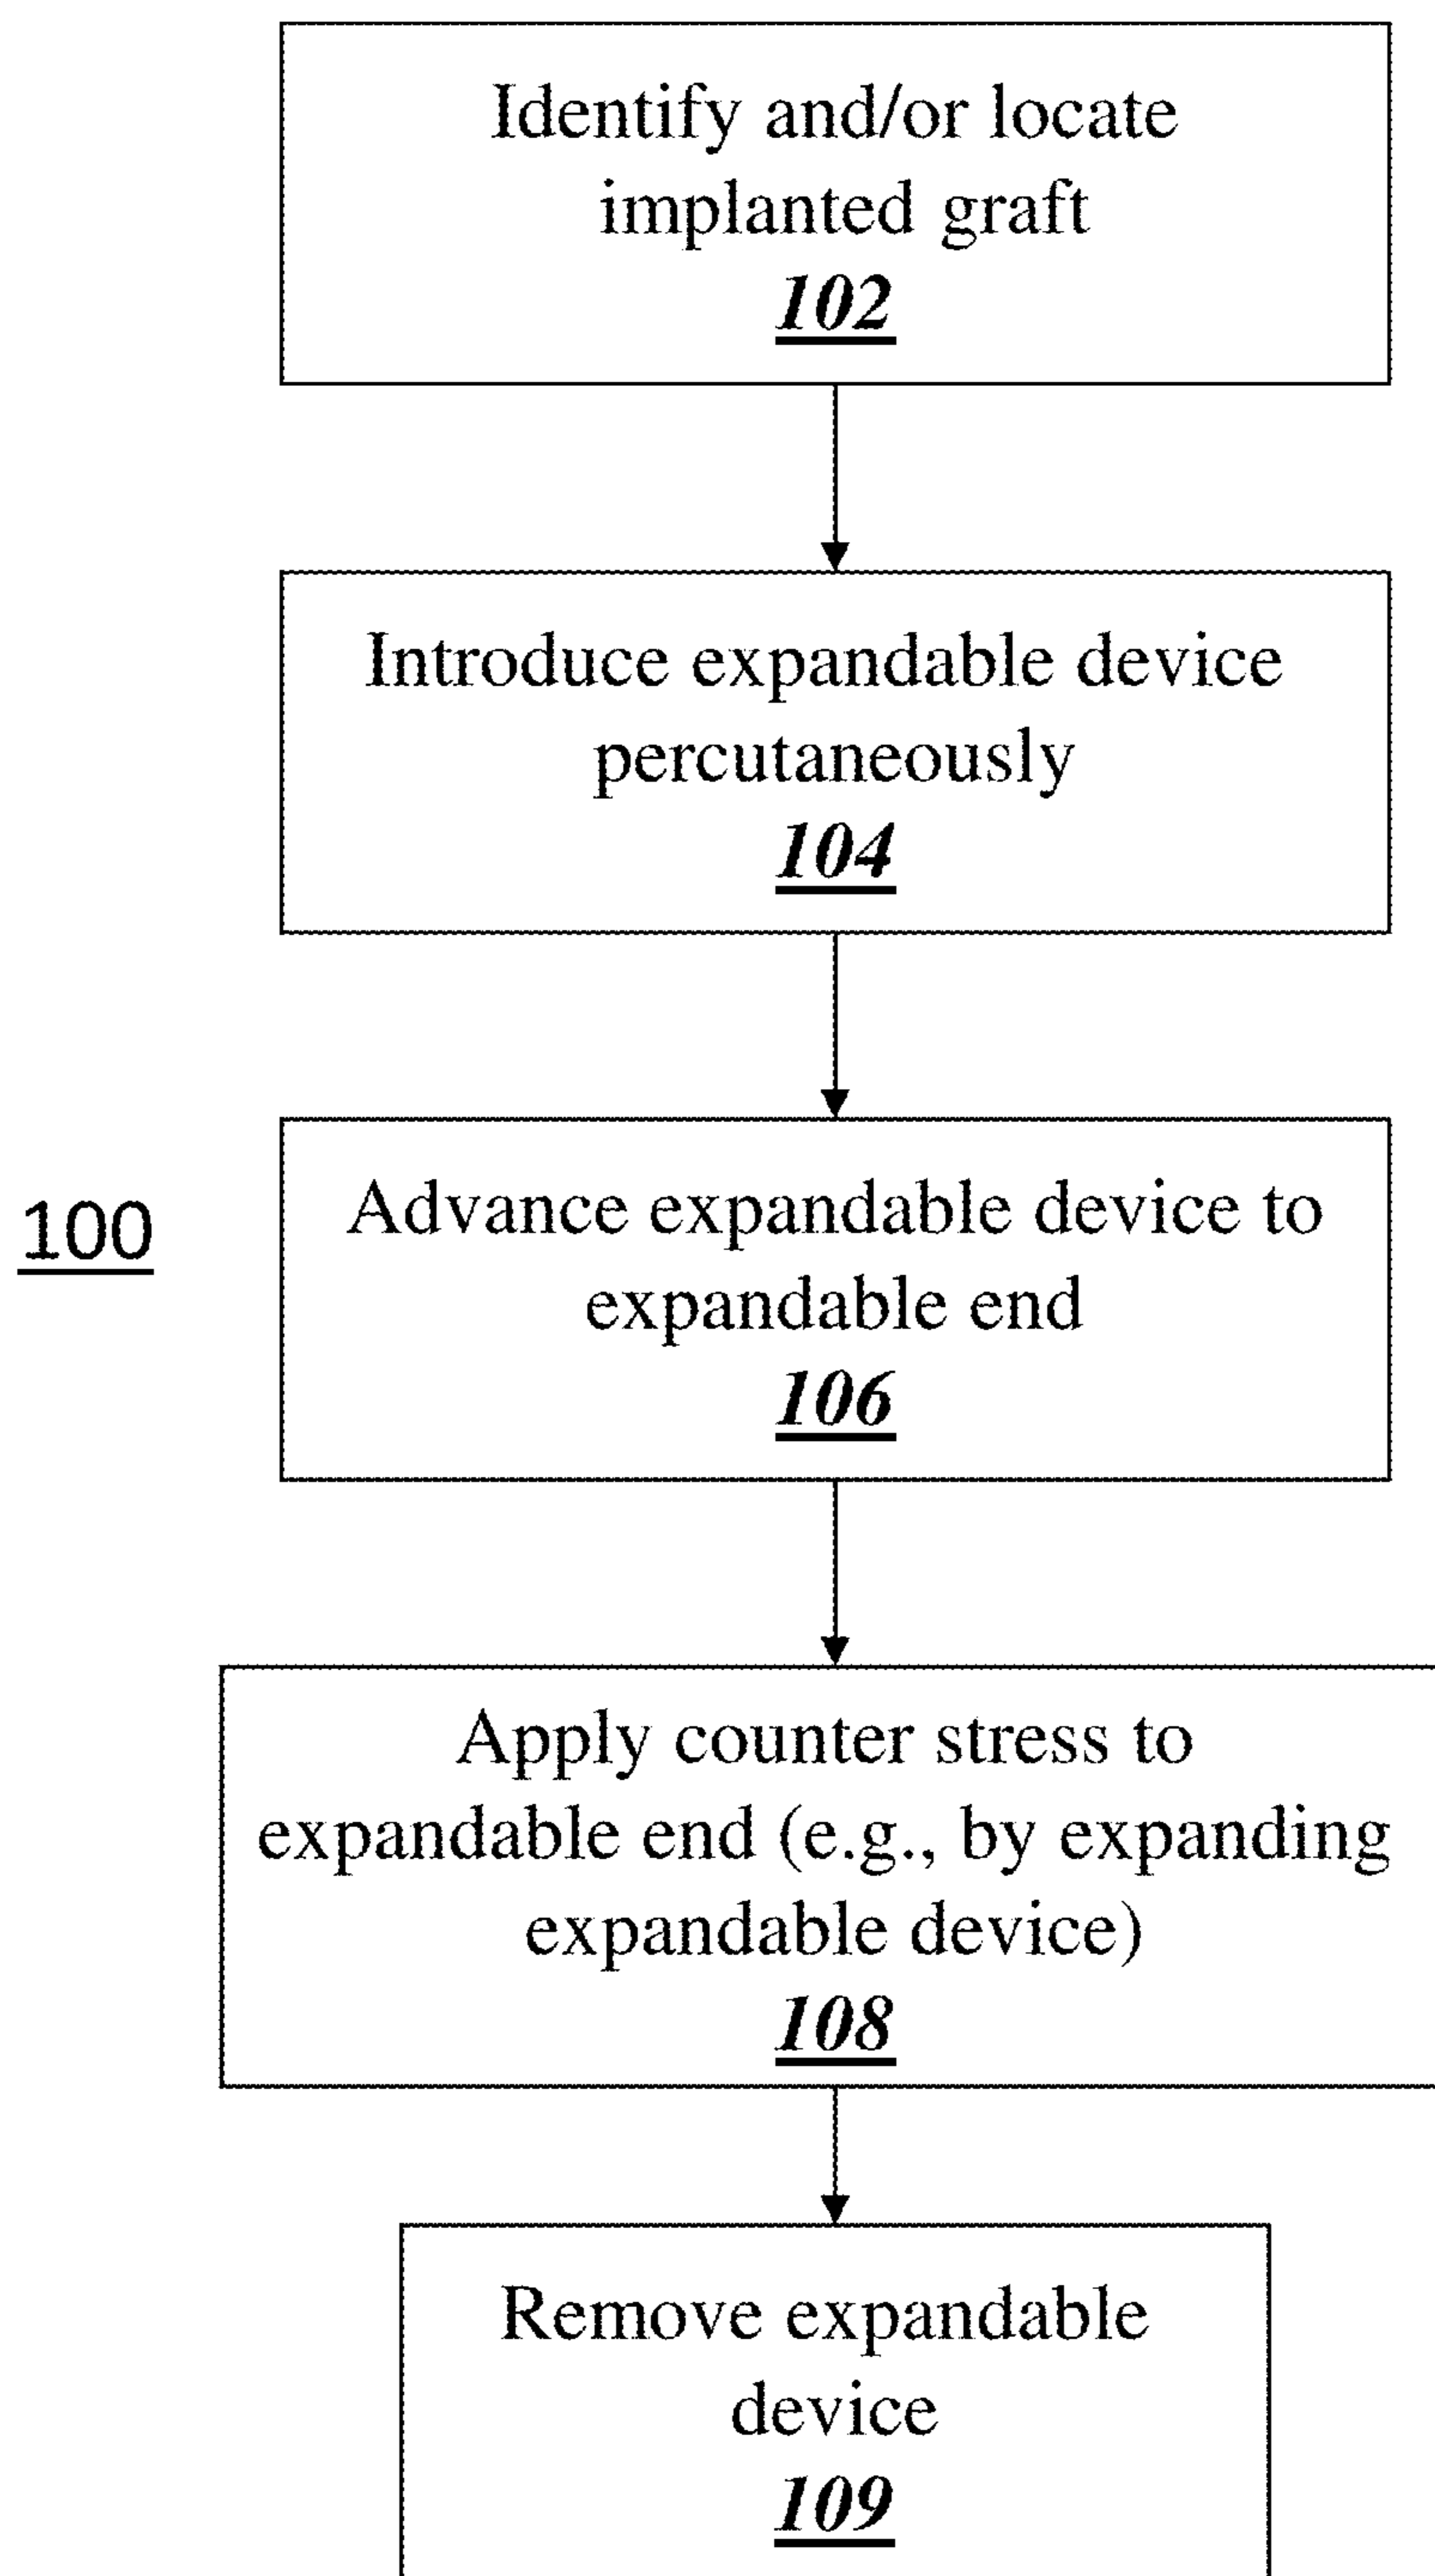 Identify and/or locate
implanted graft
102
Introduce expandable device
percutaneously
104
100
Advance expandable device to
expandable end
106
Apply counter stress to
expandable end (e.g., by expanding
expandable device)
108
Remove expandable
device
109